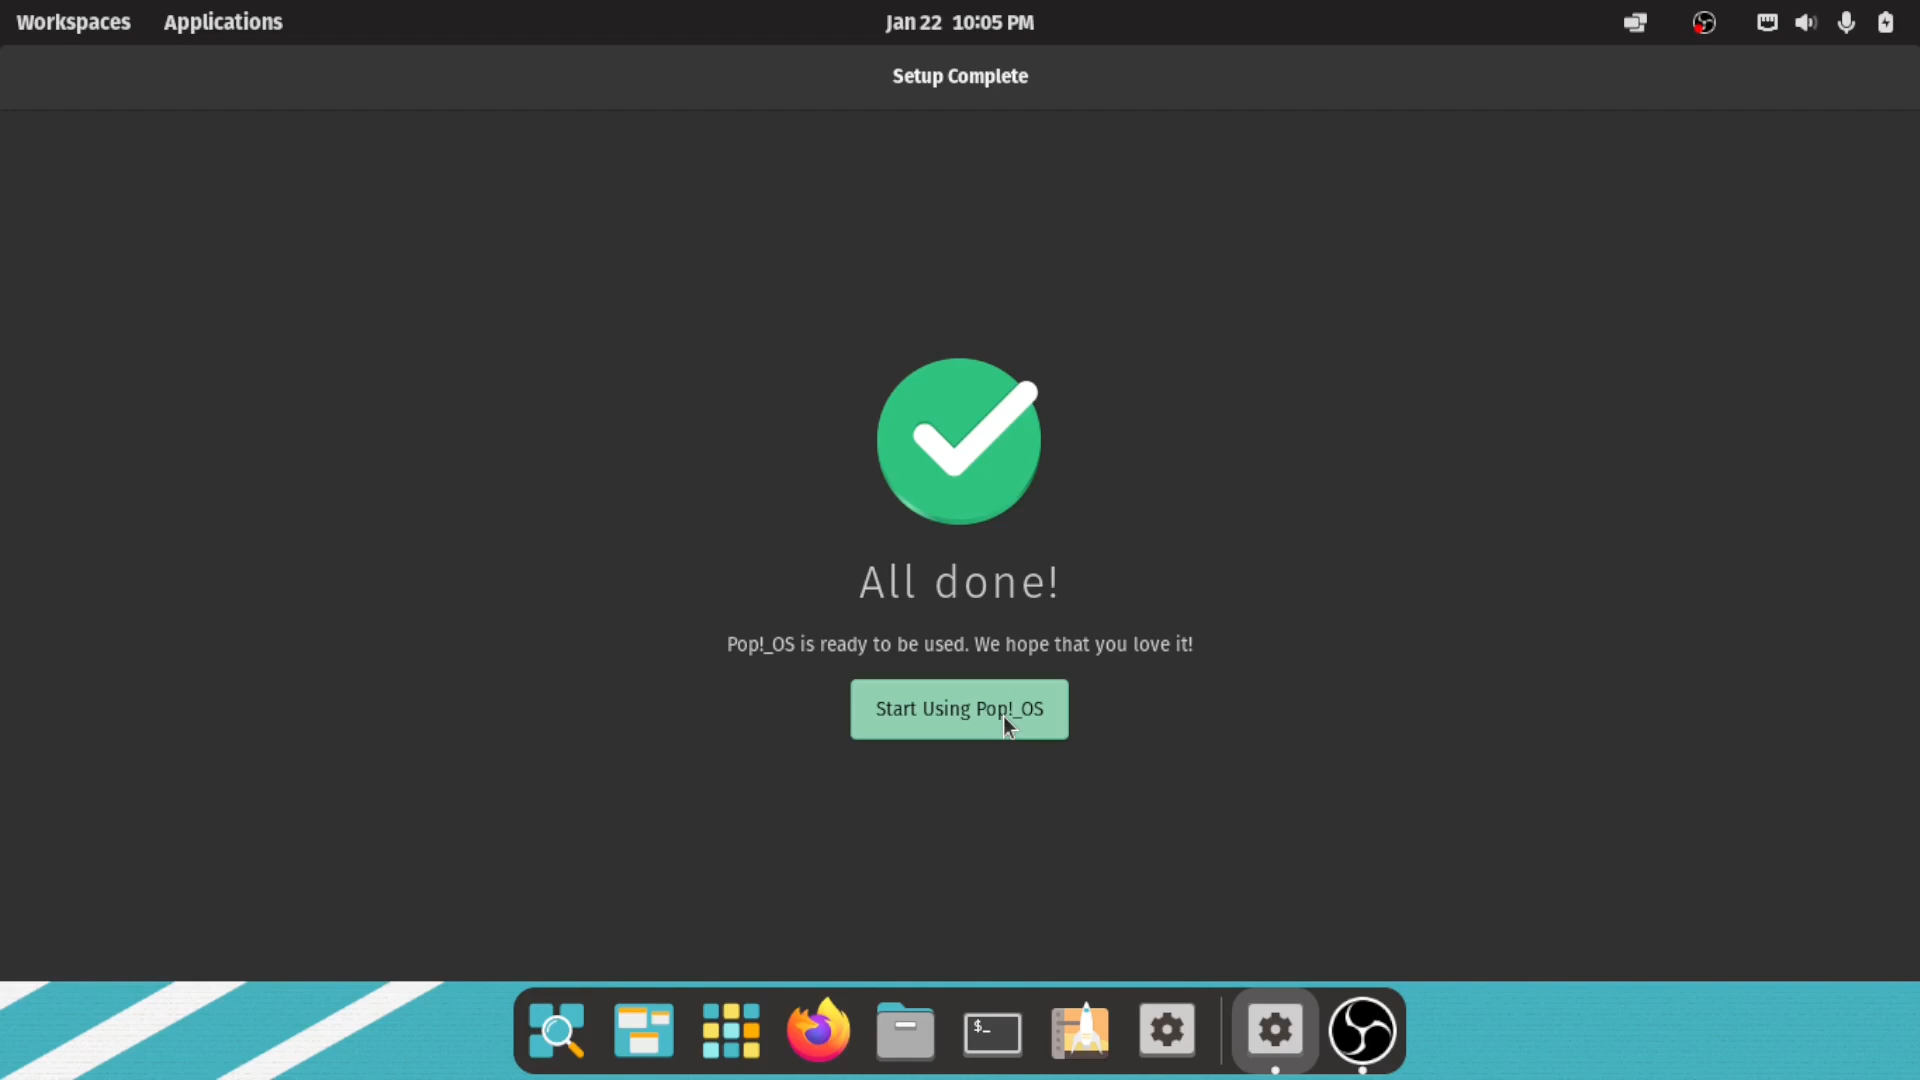 Workspaces Applications Jan 22 10:05 PM
Setup Complete
All done!
Pop!_OS is ready to be used. We hope that you love it!
Start Using Pop!_OS
$_